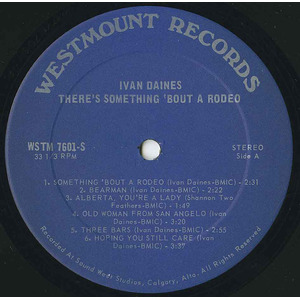 WESTMOUNT RECORDS
IVAN DAINES
THERE'S SOMETHING 'BOUT A RODEO
WSTM 7601-S
33 1/3 RPM
STEREO
Side A
1- SOMETHING 'BOUT A RODEO (Ivan Daines-BMIC) - 2:31
2- BEARMAN (Ivan Daines-BMIC) - 2:22
3- ALBERTA, YOU'RE A LADY (Shannon Two
Feathers-BMIC) - 1:49
4- OLD WOMAN FROM SAN ANGELO (Ivan
Daines-BMIC) - 3:30
5- THREE BARS (Ivan Daines-BMIC) - 2:55
6- HOPING YOU STILL CARE (Ivan
Daines-BMIC) - 3:37
Recorded At Sound West Studios, Calgary, Alta. All Rights Reserved.